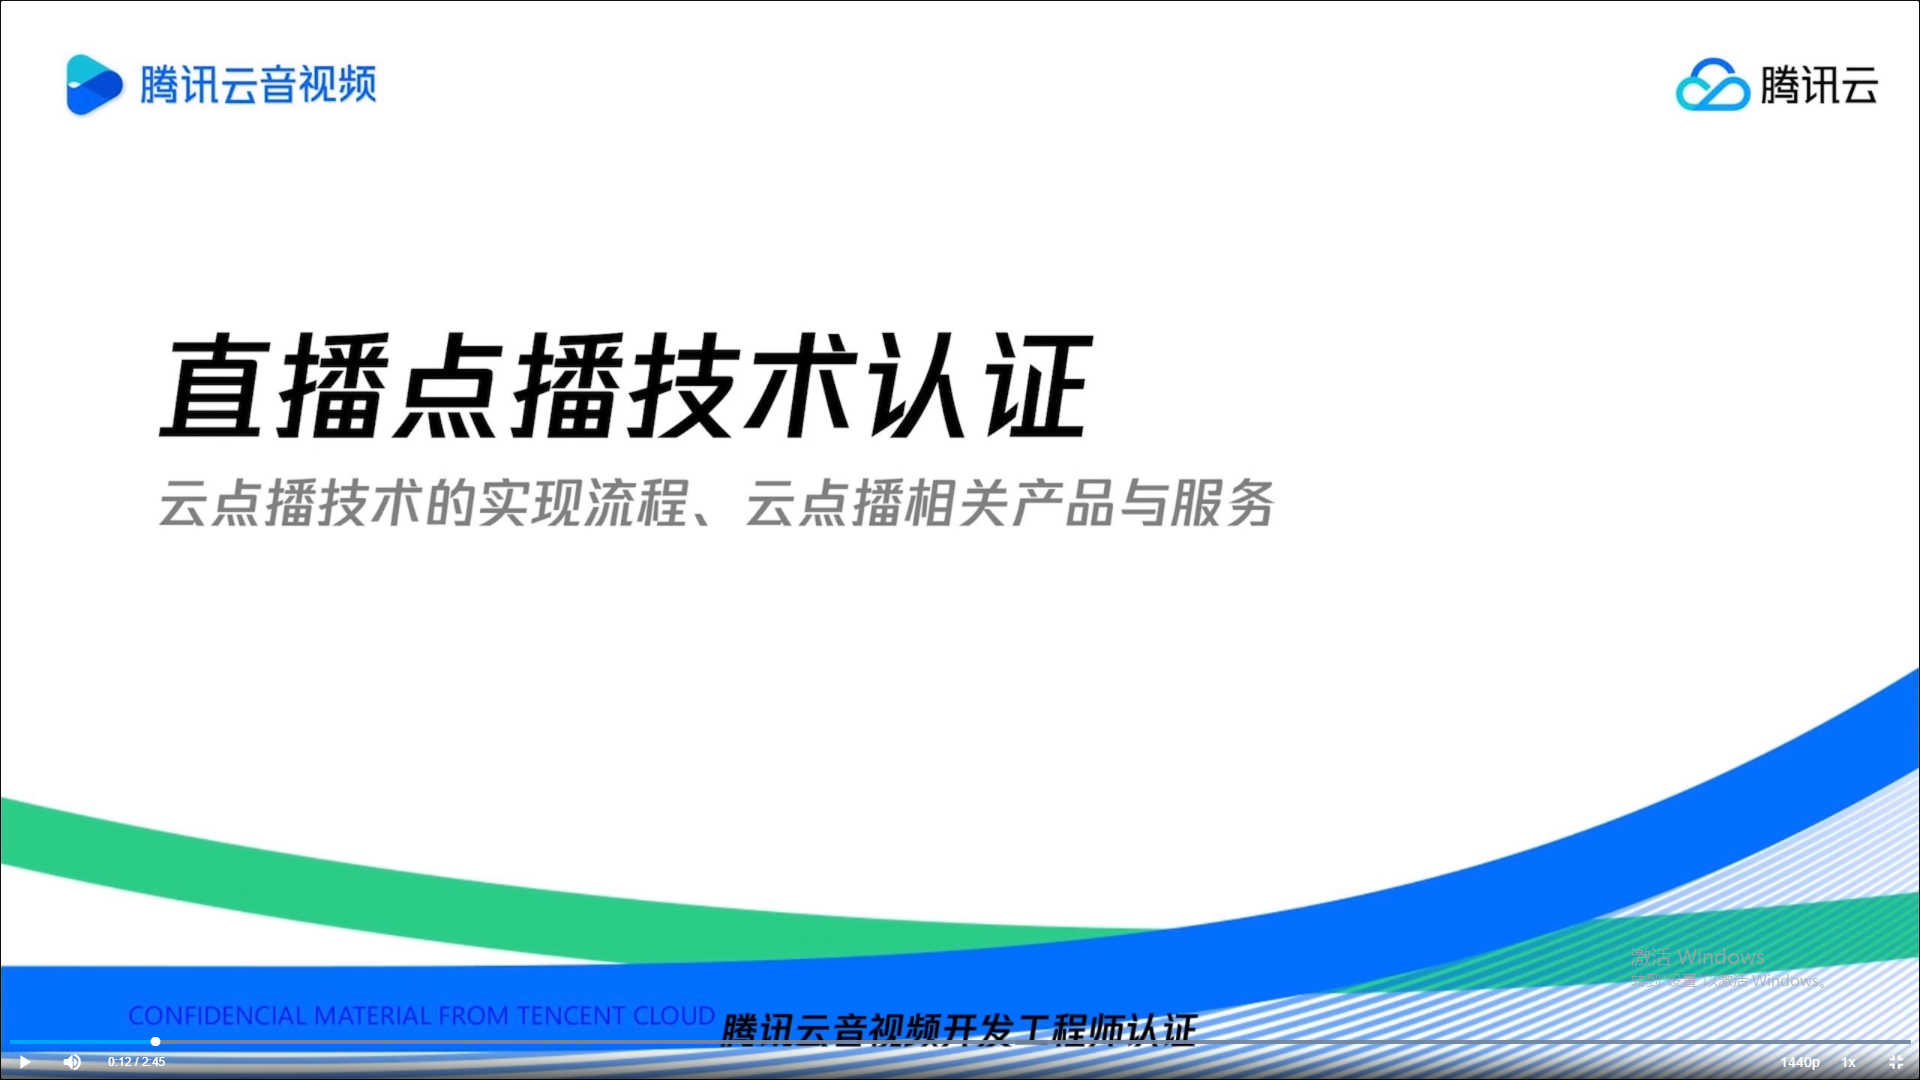 腾讯云音视频
腾讯云
直播点播技术认证
云点播技术的实现流程、云点播相关产品与服务
激活 Windows
转到“设置”以激活 Windows。
CONFIDENCIAL MATERIAL FROM TENCENT CLOUD
腾讯云音视频开发工程师认证
0:12 / 2:45
1440p
1x